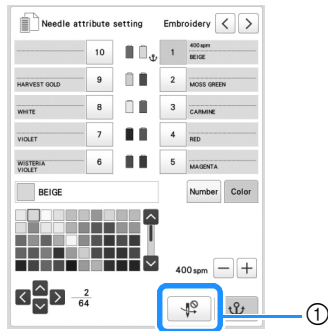 Needle attribute setting Embroidery
10 1 400 spm
BEIGE
HARVEST GOLD 9 2 MOSS GREEN
WHITE 8 3 CARMINE
VIOLET 7 4 RED
WISTERIA
VIOLET 6 5 MAGENTA
BEIGE Number Color
400 spm − +
2
64
①